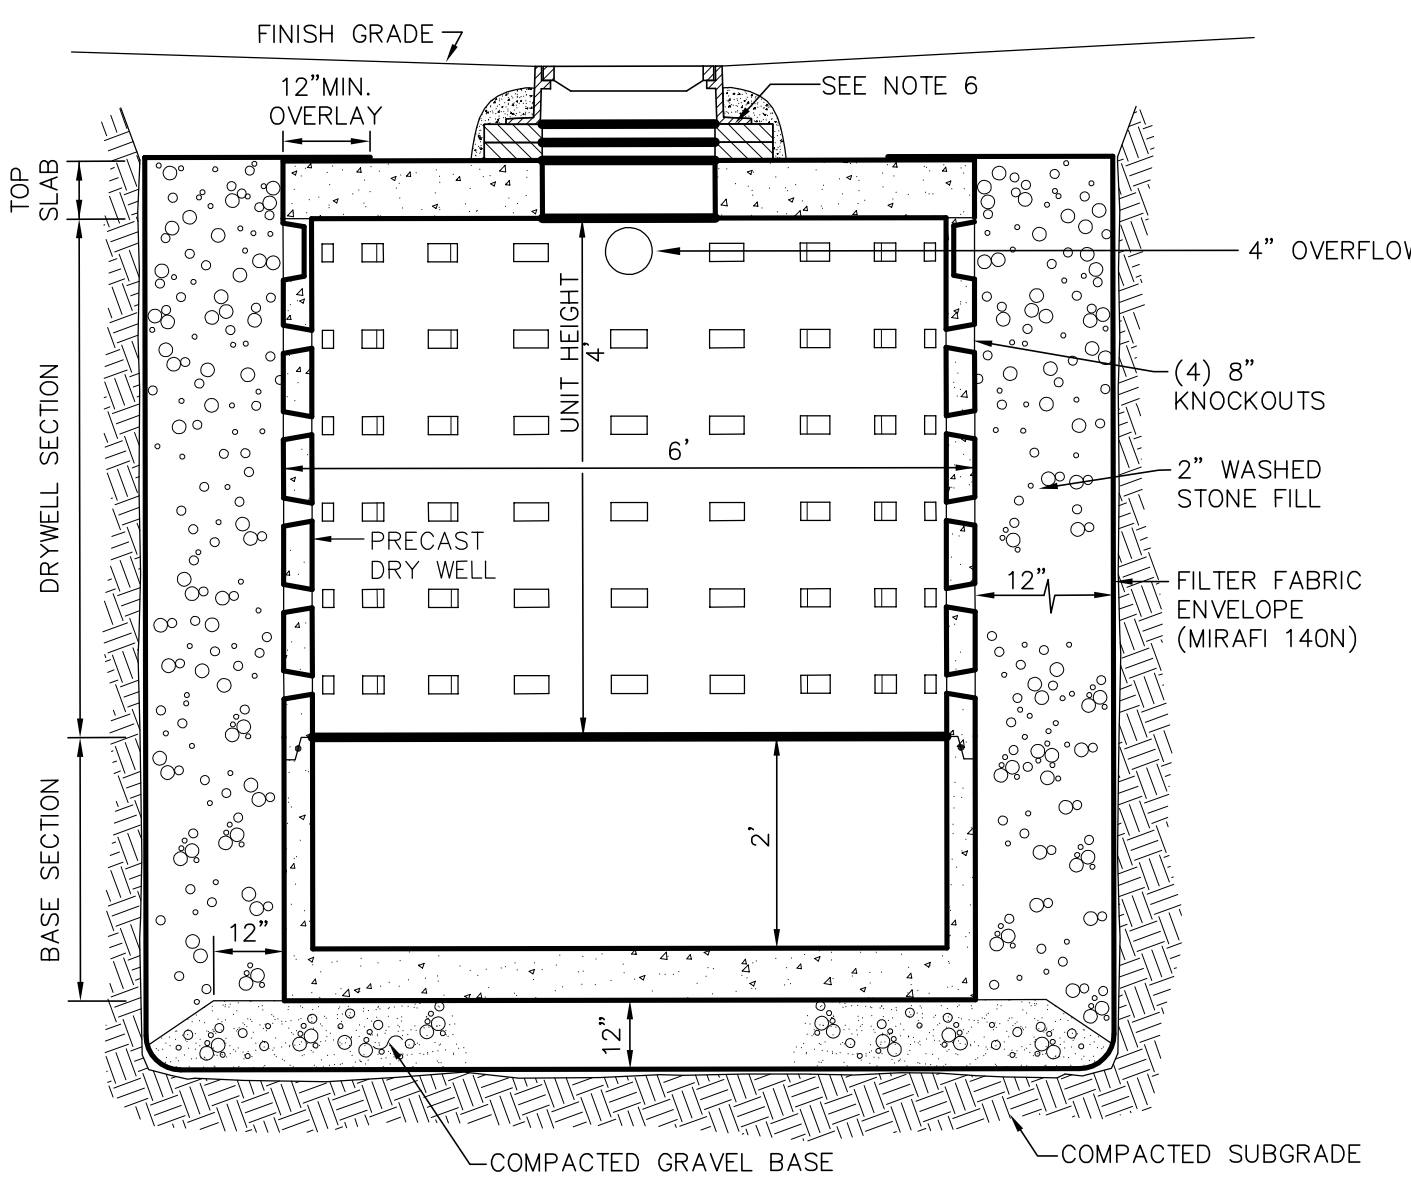 FINISH GRADE
12"MIN.
OVERLAY
SEE NOTE 6
TOP
SLAB
4" OVERFLOW
UNIT HEIGHT
4'
(4) 8"
KNOCKOUTS
DRYWELL SECTION
6'
2" WASHED
STONE FILL
PRECAST
DRY WELL
12"
FILTER FABRIC
ENVELOPE
(MIRAFI 140N)
BASE SECTION
2'
12"
12"
COMPACTED GRAVEL BASE
COMPACTED SUBGRADE